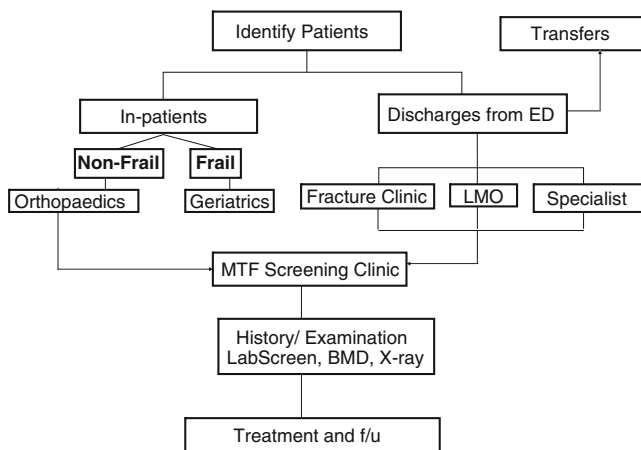 Identify Patients
Transfers
In-patients
Discharges from ED
Non-Frail
Frail
Orthopaedics
Geriatrics
Fracture Clinic
LMO
Specialist
MTF Screening Clinic
History/ Examination
LabScreen, BMD, X-ray
Treatment and f/u